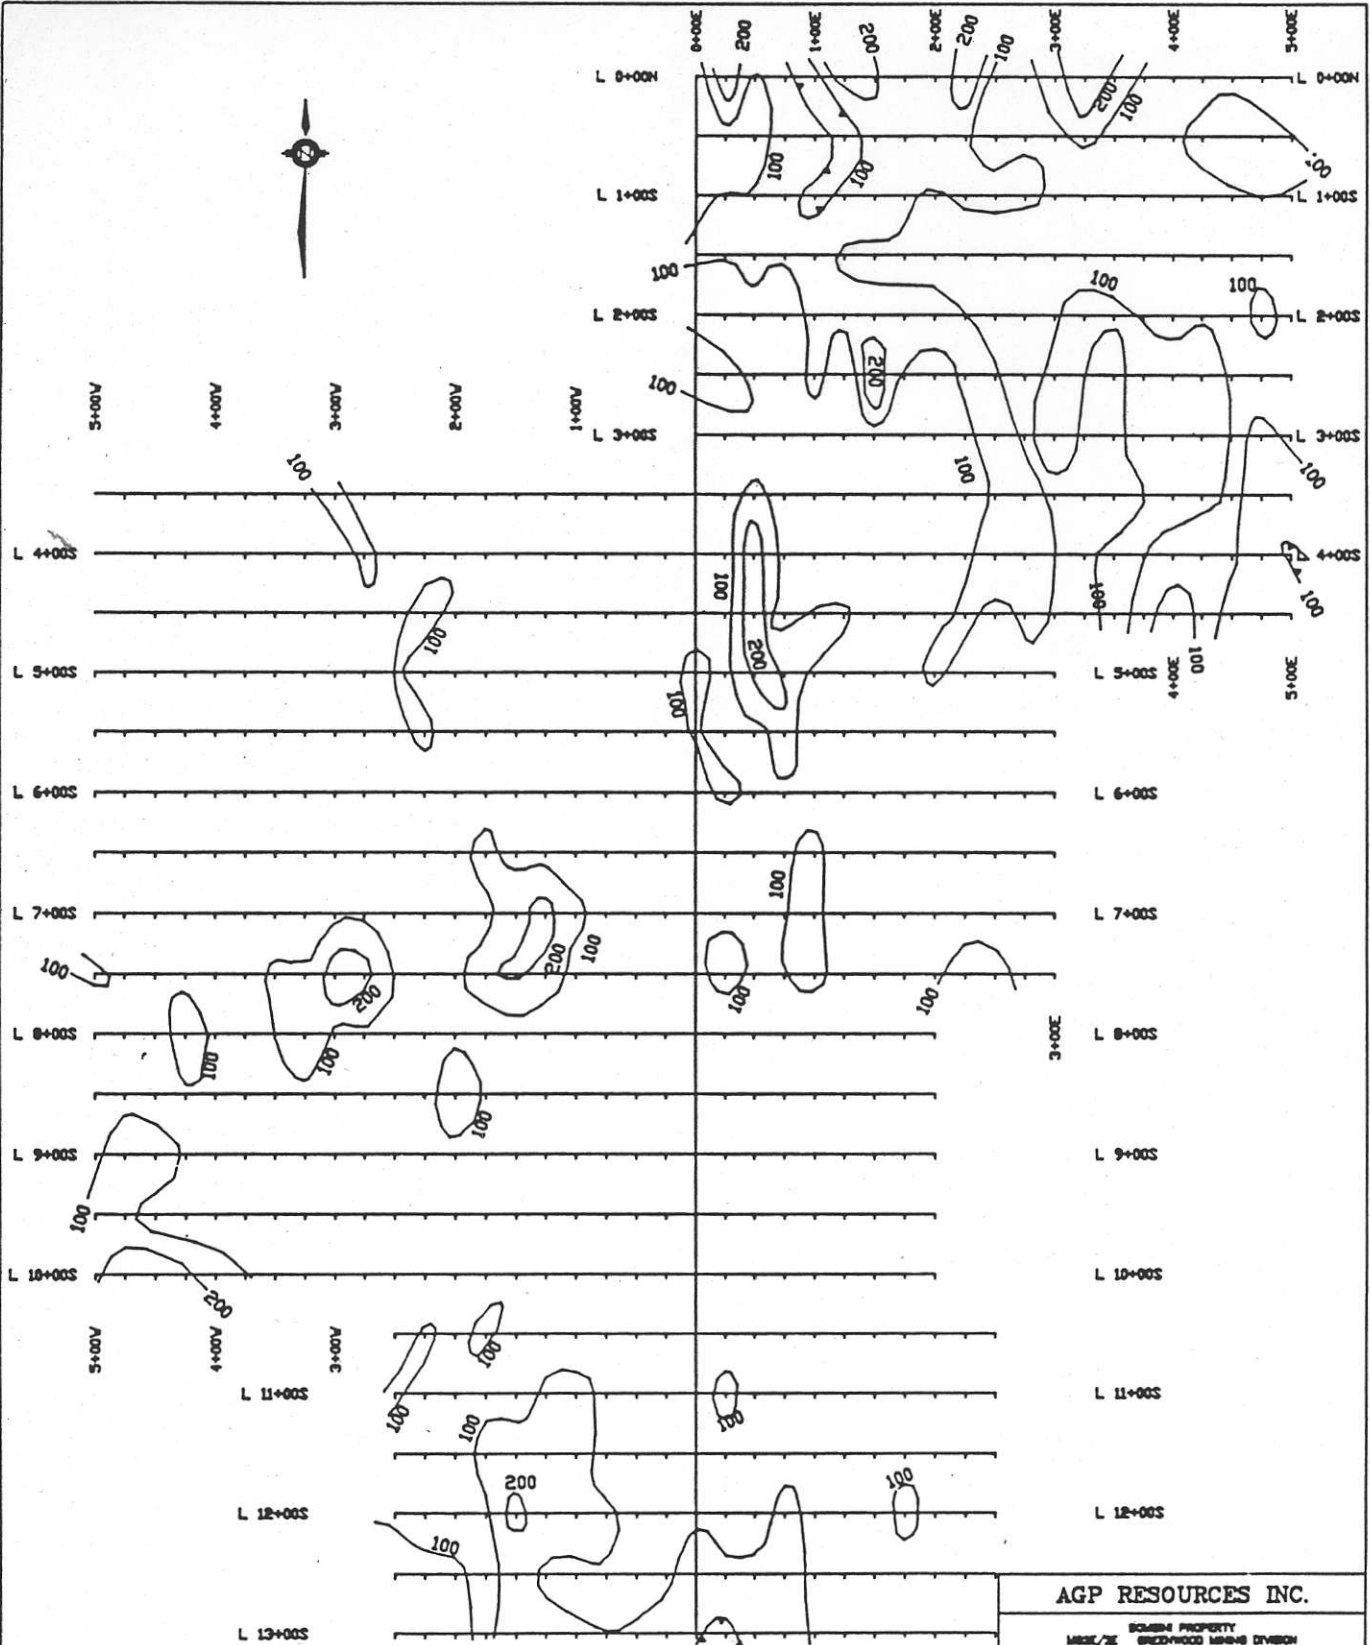 0+00E 200 1+00E 200 2+00E 200 100 3+00E 4+00E 5+00E
L 0+00N L 0+00N
200 100
100 100 100
L 1+00S L 1+00S
100
100 100
L 2+00S L 2+00S
200
100
5+00W 4+00W 3+00W 2+00W 1+00W
L 3+00S L 3+00S
100 100 100
L 4+00S L 4+00S
100 100 100
100
200 100
L 5+00S 4+00E 5+00E
L 5+00S
100
L 6+00S L 6+00S
100
L 7+00S L 7+00S
100 200 100
200 100 100
L 8+00S 3+00E L 8+00S
100 100
100
L 9+00S L 9+00S
100
L 10+00S L 10+00S
200
5+00W 4+00W 3+00W
100
L 11+00S L 11+00S
100 100 100
200 100
L 12+00S L 12+00S
100
AGP RESOURCES INC.
PROPERTY
GREENWOOD MINING DIVISION
L 13+00S